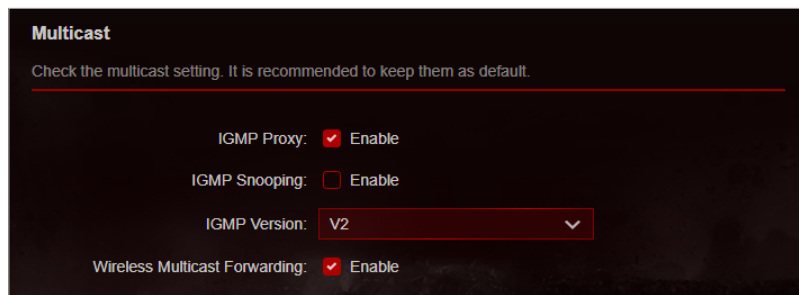 Multicast
Check the multicast setting. It is recommended to keep them as default.
IGMP Proxy: Enable
IGMP Snooping: Enable
IGMP Version: V2
Wireless Multicast Forwarding: Enable